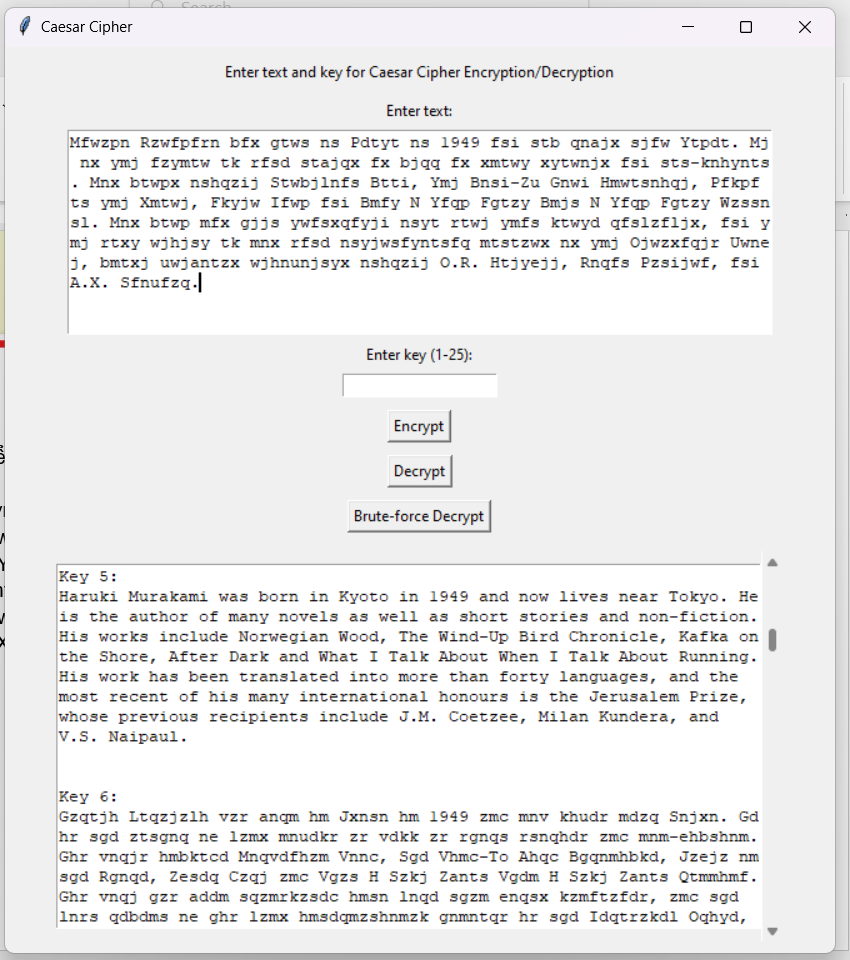 Search
Caesar Cipher
Enter text and key for Caesar Cipher Encryption/Decryption
Enter text:
Mfwzpn Rzwfpfrn bfx gtws ns Pdtyt ns 1949 fsi stb qnajx sjfw Ytpdt. Mj
nx ymj fzymtw tk rfsd stajqx fx bjqq fx xmtwy xytwnjx fsi sts-knhynts
. Mnx btwpx nshqzij Stwbjlnfs Btti, Ymj Bnsi-Zu Gnwi Hmwtsnhqj, Pfkpf
ts ymj Xmtwj, Fkyjw Ifwp fsi Bmfy N Yfqp Fgtzy Bmjs N Yfqp Fgtzy Wzssn
sl. Mnx btwp mfx gjjs ywfsxqfyji nsyt rtwj ymfs ktwyd qfslzfljx, fsi y
mj rtxy wjhjsy tk mnx rfsd nsyjwsfyntsfq mtstzwx nx ymj Ojwzxfqjr Uwne
j, bmtxj uwjantzx wjhnunjsyx nshqzij O.R. Htjyejj, Rnqfs Pzsijwf, fsi
A.X. Sfnufzq.
Enter key (1-25):
Encrypt
Decrypt
Brute-force Decrypt
Key 5:
Haruki Murakami was born in Kyoto in 1949 and now lives near Tokyo. He
is the author of many novels as well as short stories and non-fiction.
His works include Norwegian Wood, The Wind-Up Bird Chronicle, Kafka on
the Shore, After Dark and What I Talk About When I Talk About Running.
His work has been translated into more than forty languages, and the
most recent of his many international honours is the Jerusalem Prize,
whose previous recipients include J.M. Coetzee, Milan Kundera, and
V.S. Naipaul.
Key 6:
Gzqtjh Ltqzjzlh vzr anqm hm Jxnsn hm 1949 zmc mnv khudr mdzq Snjxn. Gd
hr sgd ztsgnq ne lzmx mnudkr zr vdkk zr rgnqs rsnqhdr zmc mnm-ehbshnm.
Ghr vnqjr hmbktcd Mnqvdfhzm Vnnc, Sgd Vhmc-To Ahqc Bgqnmhbkd, Jzejz nm
sgd Rgnqd, Zesdq Czqj zmc Vgzs H Szkj Zants Vgdm H Szkj Zants Qtmmhmf.
Ghr vnqj gzr addm sqzmrkzsdc hmsn lnqd sgzm enqsx kzmftzfdr, zmc sgd
lnrs qdbdms ne ghr lzmx hmsdqmzshnmzk gnmntqr hr sgd Idqtrzkdl Oqhyd,